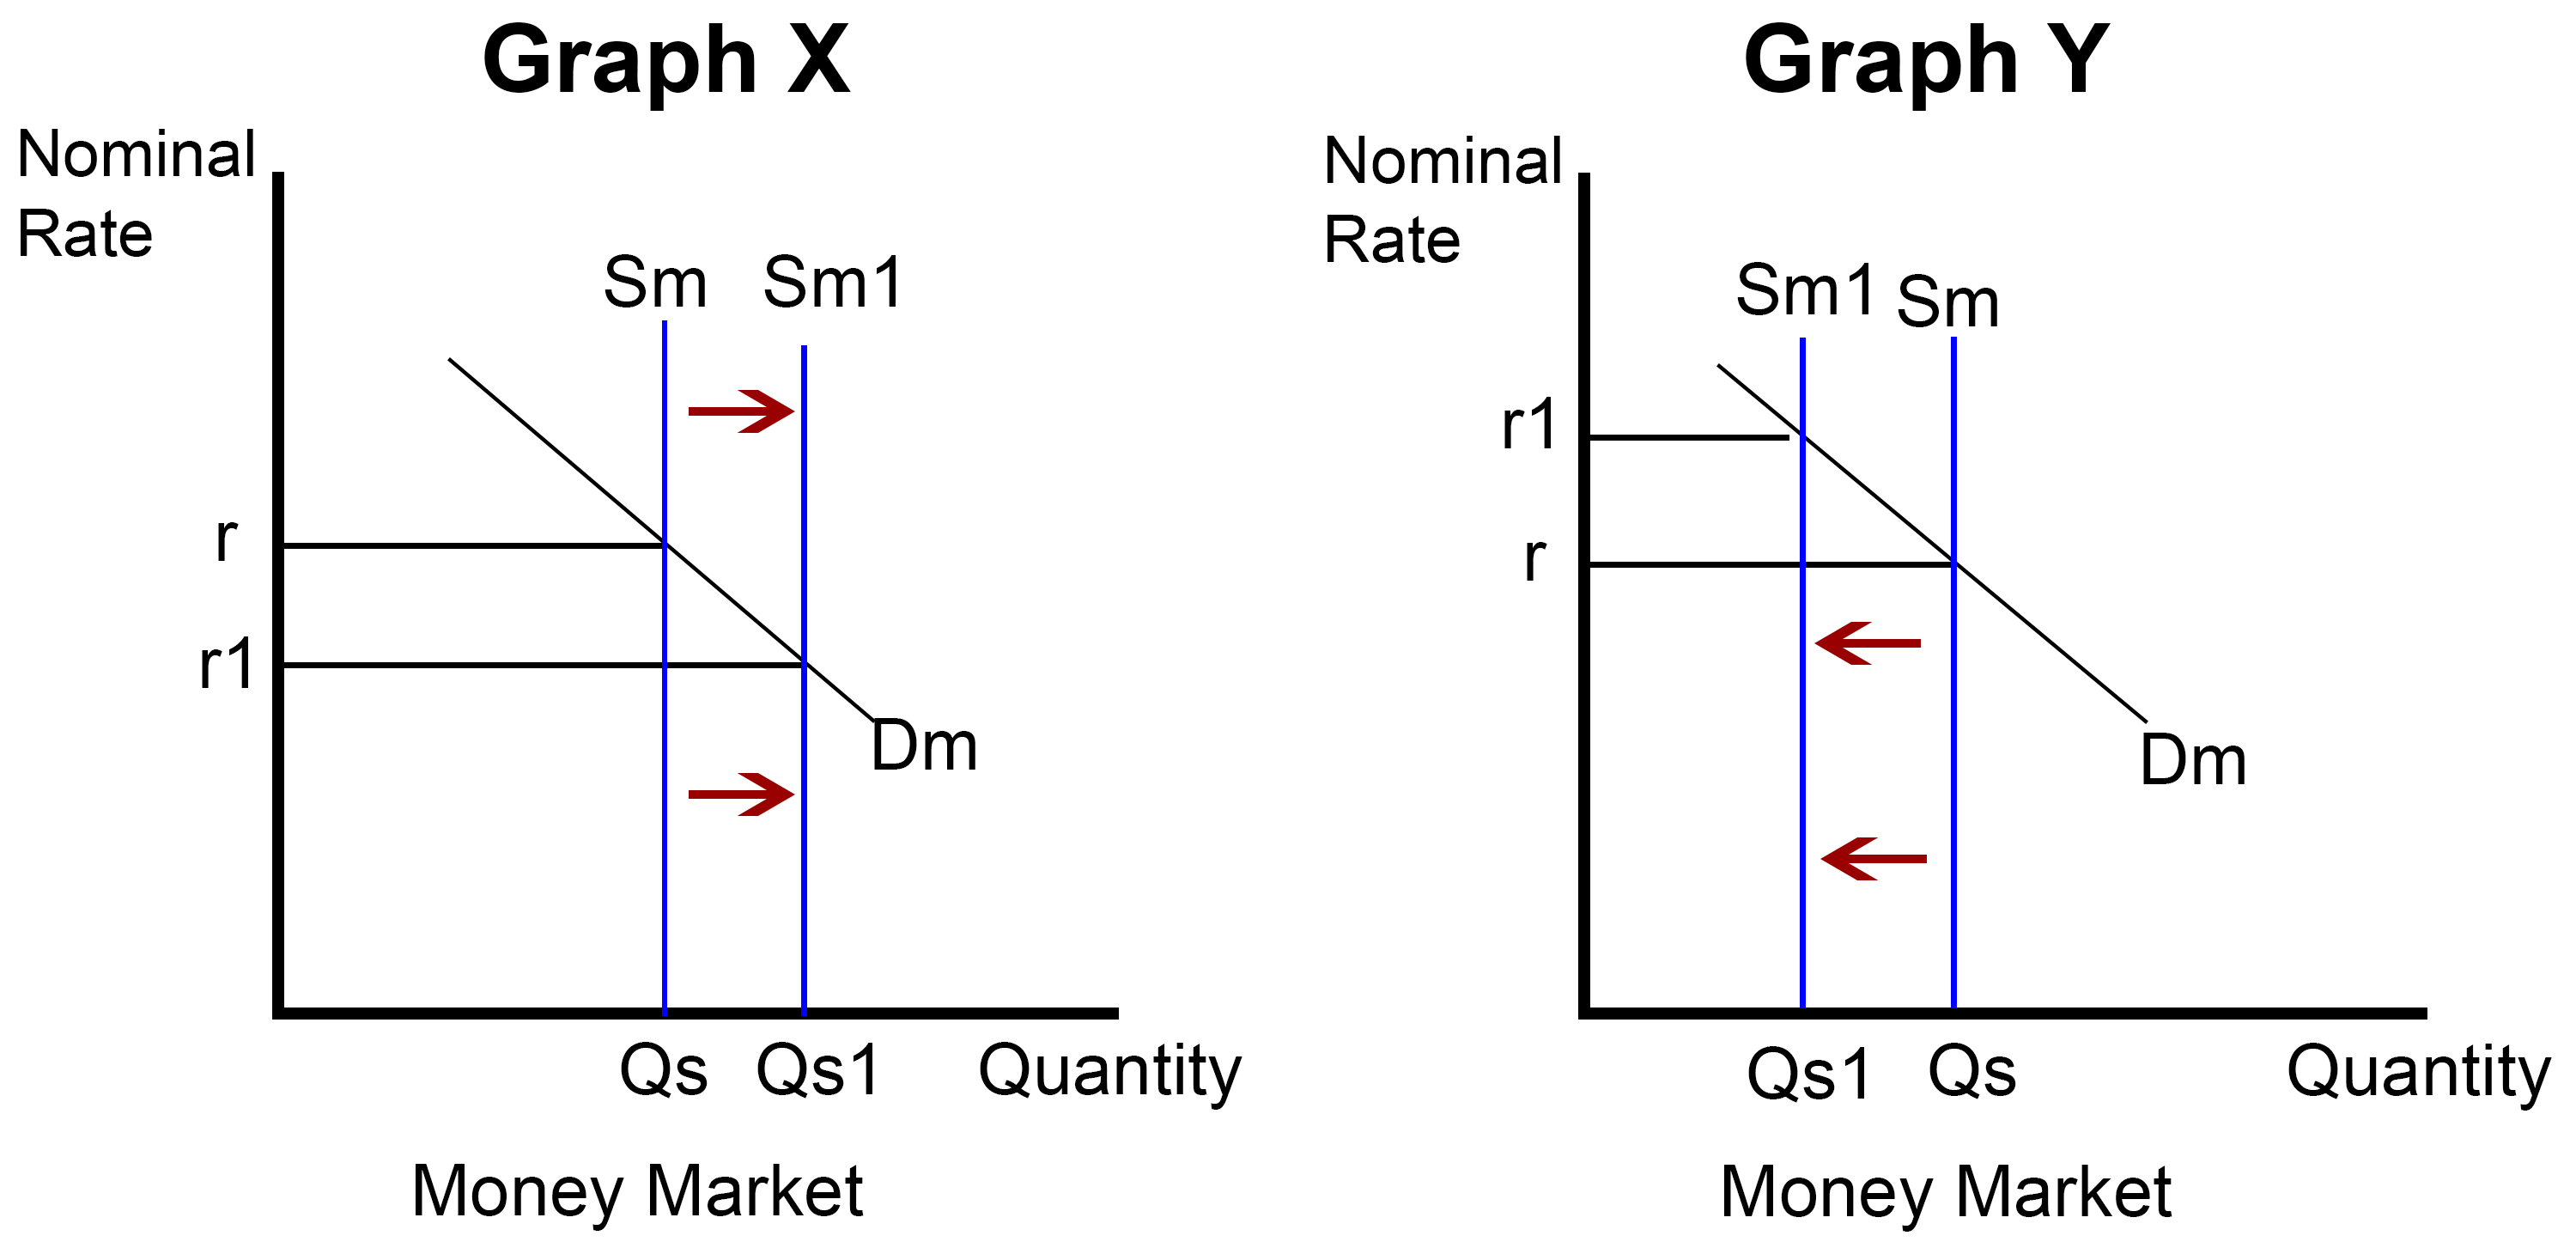 Graph X
Nominal
Rate
Sm
Sm1
r
r1
Dm
Qs
Qs1
Quantity
Money Market
Graph Y
Nominal
Rate
Sm1
Sm
r1
r
Dm
Qs1
Qs
Quantity
Money Market